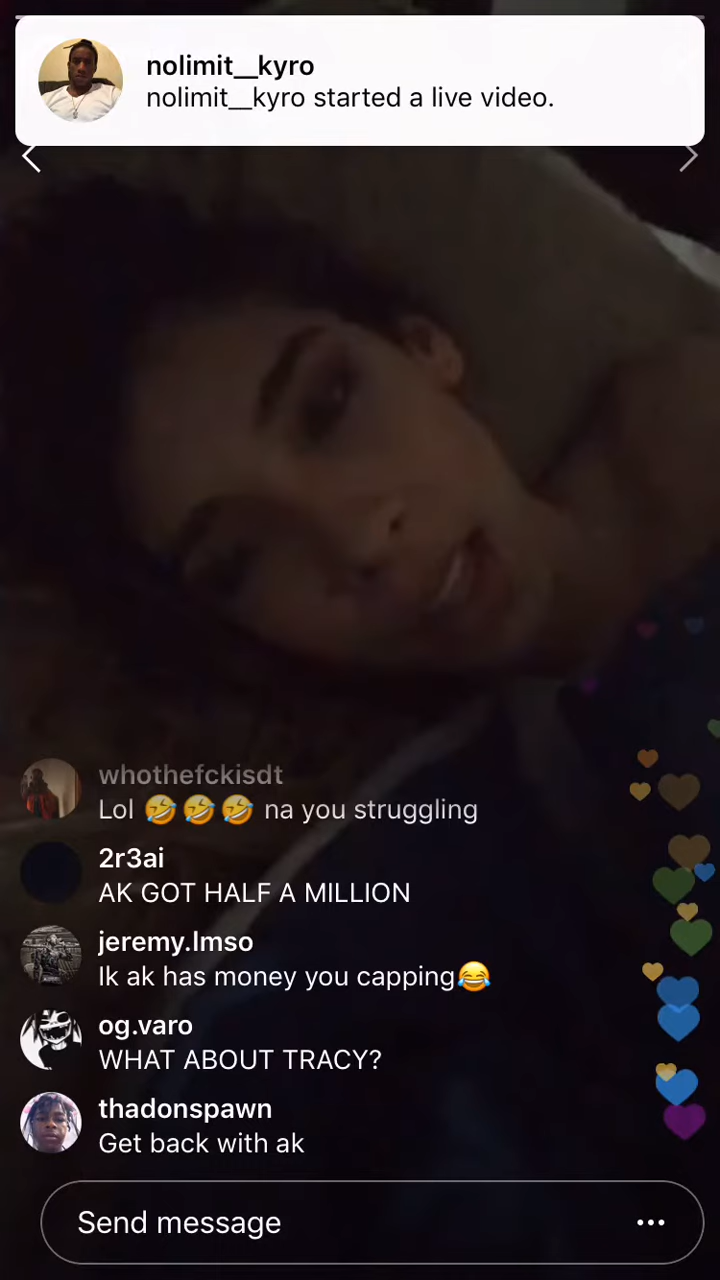 nolimit__kyro
nolimit__kyro started a live video.
whothefckisdt
Lol 🤣🤣🤣 na you struggling
2r3ai
AK GOT HALF A MILLION
jeremy.lmso
Ik ak has money you capping😂
og.varo
WHAT ABOUT TRACY?
thadonspawn
Get back with ak
Send message